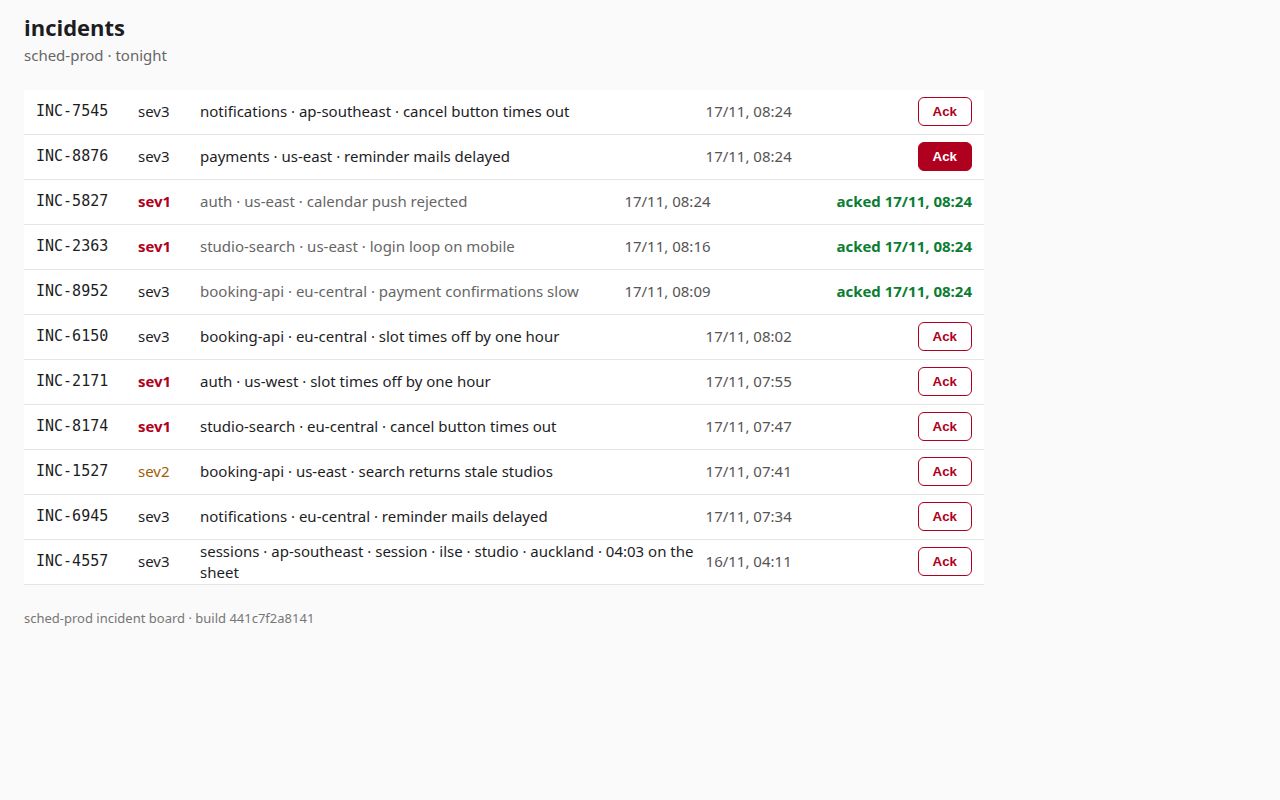 incidents
sched-prod · tonight
INC-7545 sev3 notifications · ap-southeast · cancel button times out 17/11, 08:24 Ack
INC-8876 sev3 payments · us-east · reminder mails delayed 17/11, 08:24 Ack
INC-5827 sev1 auth · us-east · calendar push rejected 17/11, 08:24 acked 17/11, 08:24
INC-2363 sev1 studio-search · us-east · login loop on mobile 17/11, 08:16 acked 17/11, 08:24
INC-8952 sev3 booking-api · eu-central · payment confirmations slow 17/11, 08:09 acked 17/11, 08:24
INC-6150 sev3 booking-api · eu-central · slot times off by one hour 17/11, 08:02 Ack
INC-2171 sev1 auth · us-west · slot times off by one hour 17/11, 07:55 Ack
INC-8174 sev1 studio-search · eu-central · cancel button times out 17/11, 07:47 Ack
INC-1527 sev2 booking-api · us-east · search returns stale studios 17/11, 07:41 Ack
INC-6945 sev3 notifications · eu-central · reminder mails delayed 17/11, 07:34 Ack
INC-4557 sev3 sessions · ap-southeast · session · ilse · studio · auckland · 04:03 on the 16/11, 04:11 Ack
sheet
sched-prod incident board · build 441c7f2a8141